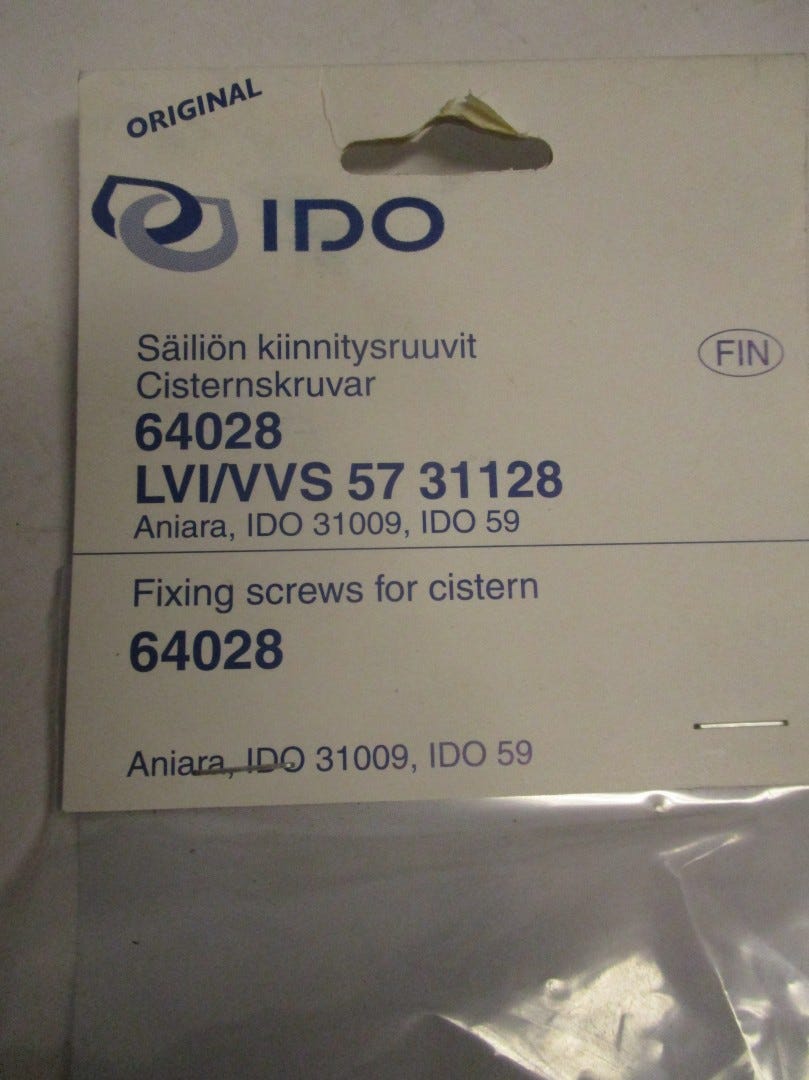 ORIGINAL
IDO
Säiliön kiinnitysruuvit
FIN
Cisternskruvar
64028
LVI/VVS 57 31128
Aniara, IDO 31009, IDO 59
Fixing screws for cistern
64028
Aniara, IDO 31009, IDO 59